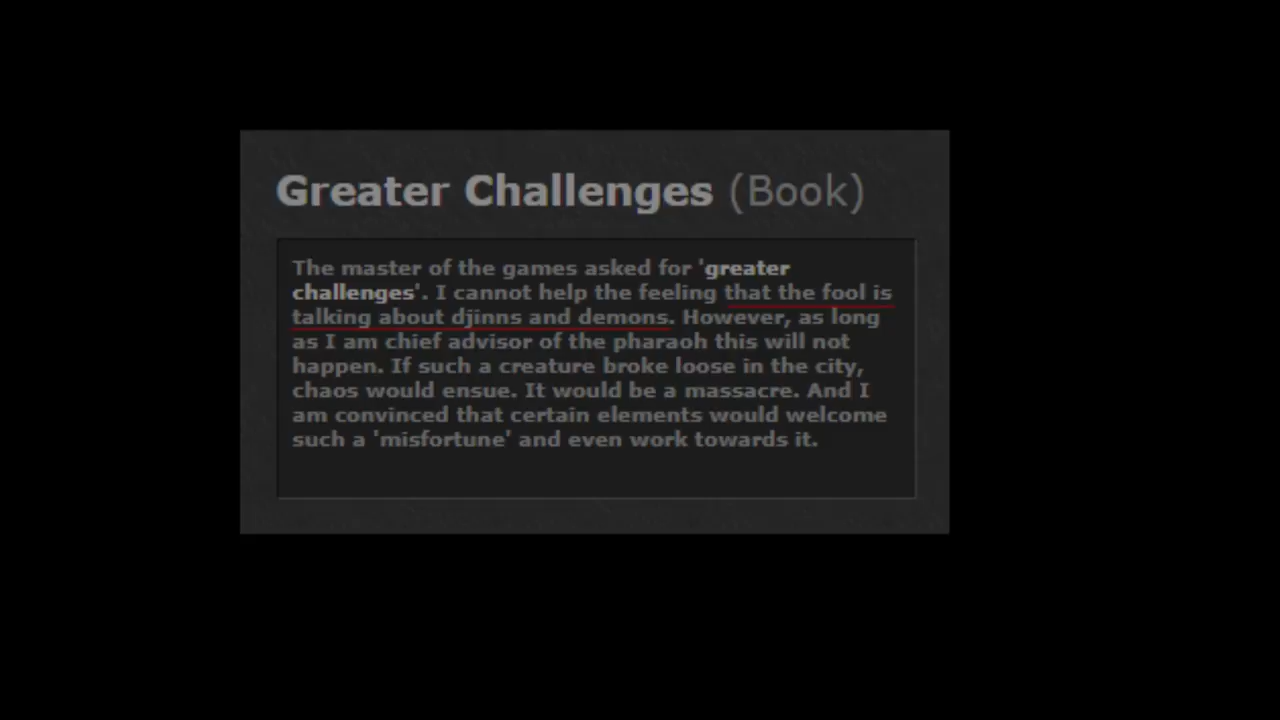 Greater Challenges (Book)
The master of the games asked for 'greater
challenges'. I cannot help the feeling that the fool is
talking about djinns and demons. However, as long
as I am chief advisor of the pharaoh this will not
happen. If such a creature broke loose in the city,
chaos would ensue. It would be a massacre. And I
am convinced that certain elements would welcome
such a 'misfortune' and even work towards it.